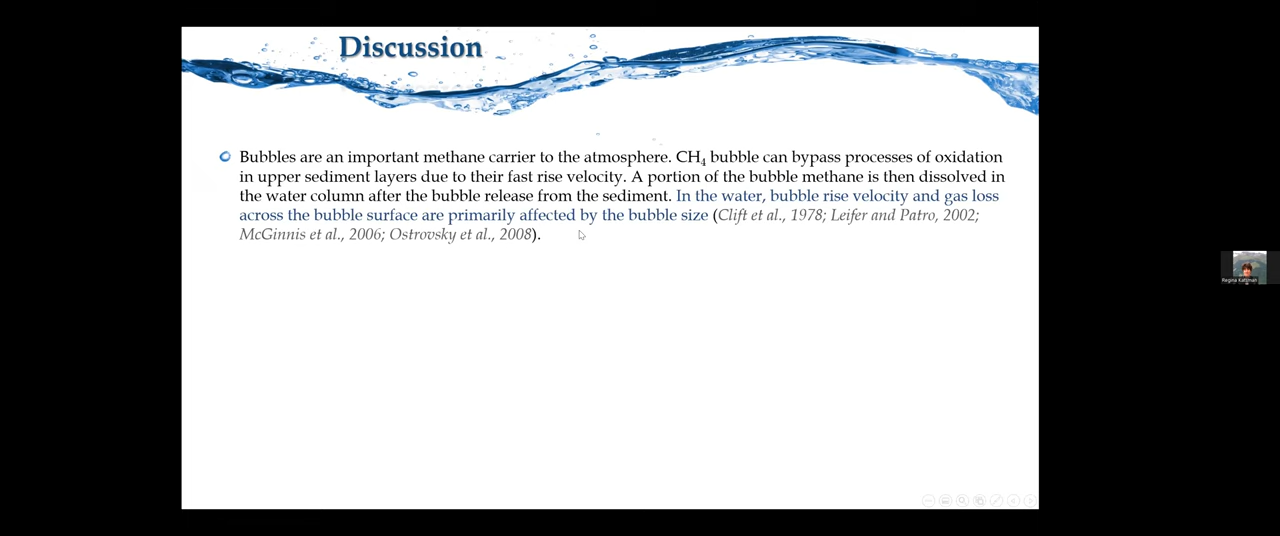 Discussion
Bubbles are an important methane carrier to the atmosphere. CH₄ bubble can bypass processes of oxidation
in upper sediment layers due to their fast rise velocity. A portion of the bubble methane is then dissolved in
the water column after the bubble release from the sediment. In the water, bubble rise velocity and gas loss
across the bubble surface are primarily affected by the bubble size (Clift et al., 1978; Leifer and Patro, 2002;
McGinnis et al., 2006; Ostrovsky et al., 2008).
Regina Katsman